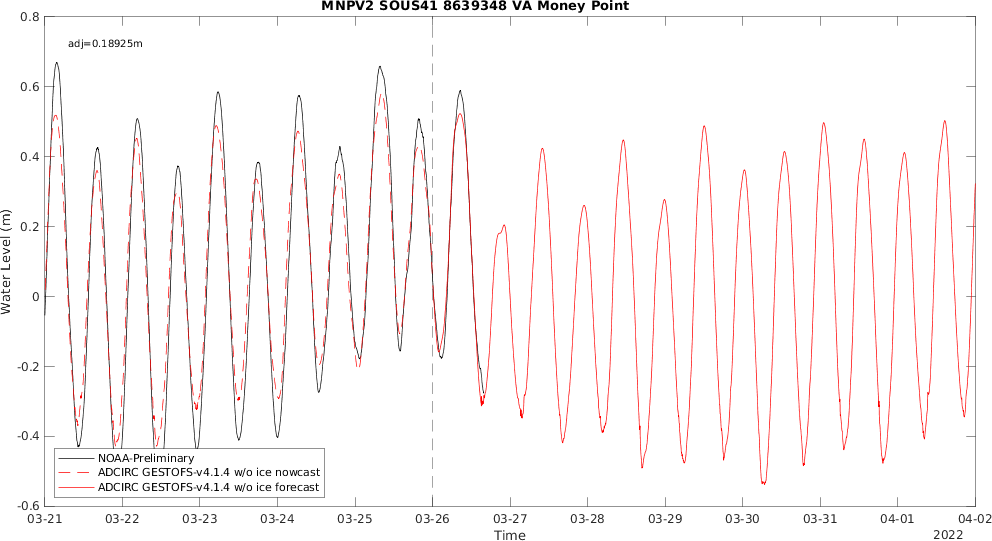 MNPV2 SOUS41 8639348 VA Money Point
adj=0.18925m
0.8
0.6
0.4
0.2
0
-0.2
-0.4
-0.6
Water Level (m)
NOAA-Preliminary
ADCIRC GESTOFS-v4.1.4 w/o ice nowcast
ADCIRC GESTOFS-v4.1.4 w/o ice forecast
03-21 03-22 03-23 03-24 03-25 03-26 03-27 03-28 03-29 03-30 03-31 04-01 04-02
Time
2022